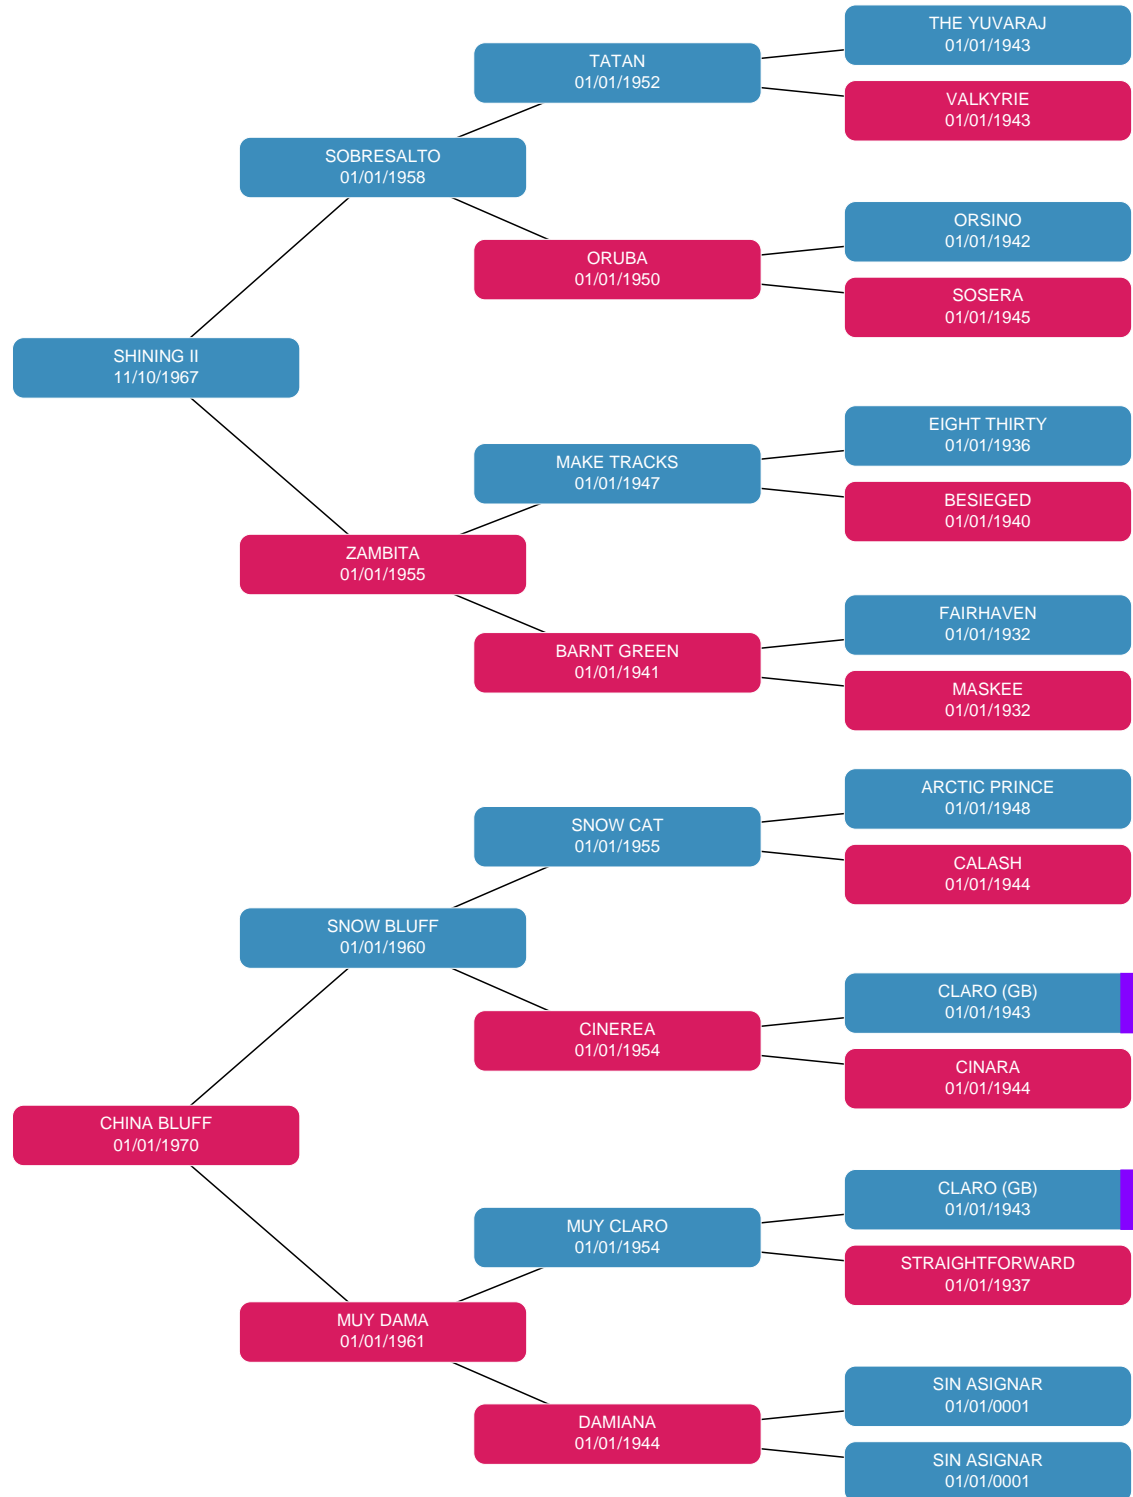 THE YUVARAJ
01/01/1943
TATAN
01/01/1952
VALKYRIE
01/01/1943
SOBRESALTO
01/01/1958
ORSINO
01/01/1942
ORUBA
01/01/1950
SOSERA
01/01/1945
SHINING II
11/10/1967
EIGHT THIRTY
01/01/1936
MAKE TRACKS
01/01/1947
BESIEGED
01/01/1940
ZAMBITA
01/01/1955
FAIRHAVEN
01/01/1932
BARNT GREEN
01/01/1941
MASKEE
01/01/1932
ARCTIC PRINCE
01/01/1948
SNOW CAT
01/01/1955
CALASH
01/01/1944
SNOW BLUFF
01/01/1960
CLARO (GB)
01/01/1943
CINEREA
01/01/1954
CINARA
01/01/1944
CHINA BLUFF
01/01/1970
CLARO (GB)
01/01/1943
MUY CLARO
01/01/1954
STRAIGHTFORWARD
01/01/1937
MUY DAMA
01/01/1961
SIN ASIGNAR
01/01/0001
DAMIANA
01/01/1944
SIN ASIGNAR
01/01/0001